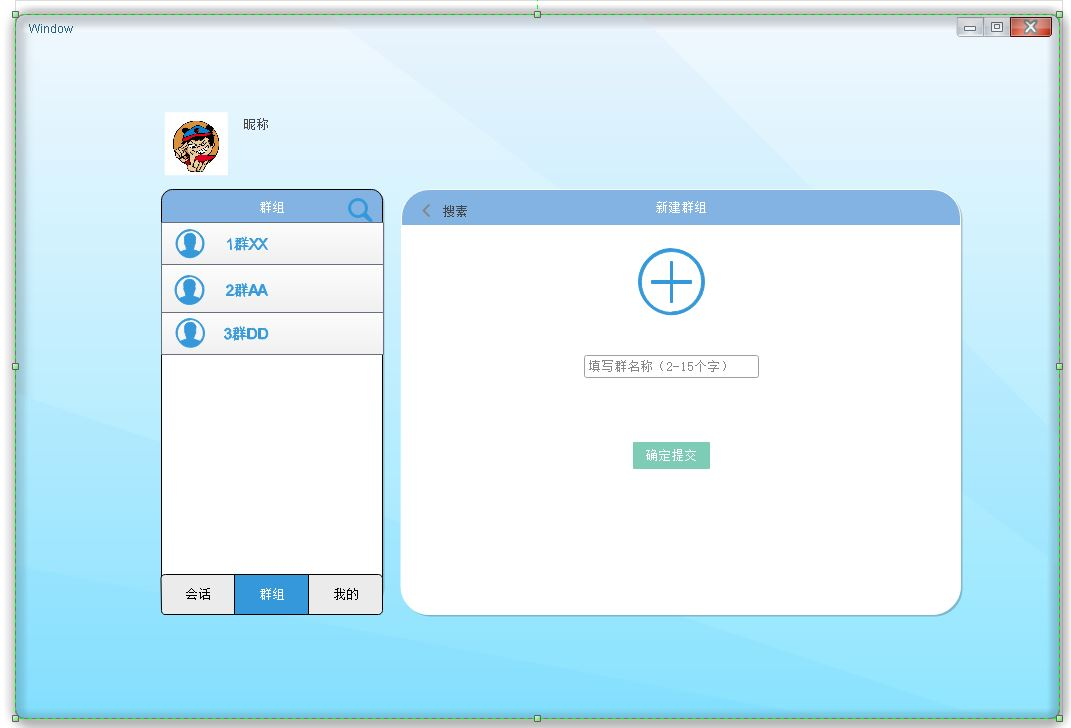 Window
昵称
群组
1群XX
2群AA
3群DD
会话
群组
我的
搜素
新建群组
填写群名称（2-15个字）
确定提交